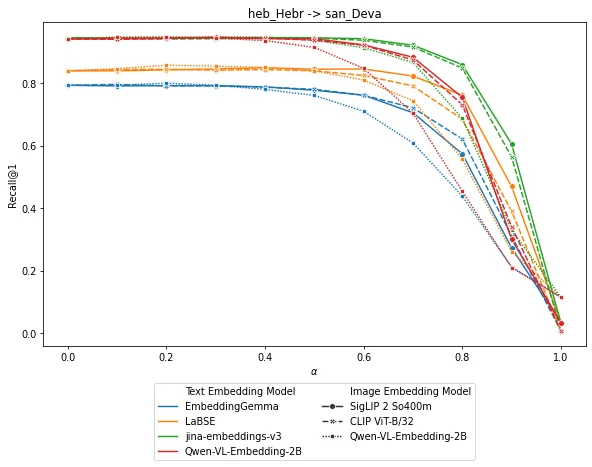 heb_Hebr -> san_Deva
Recall@1
0.8
0.6
0.4
0.2
0.0
0.0 0.2 0.4 0.6 0.8 1.0
α
Text Embedding Model
EmbeddingGemma
LaBSE
jina-embeddings-v3
Qwen-VL-Embedding-2B
Image Embedding Model
SigLIP 2 So400m
CLIP ViT-B/32
Qwen-VL-Embedding-2B